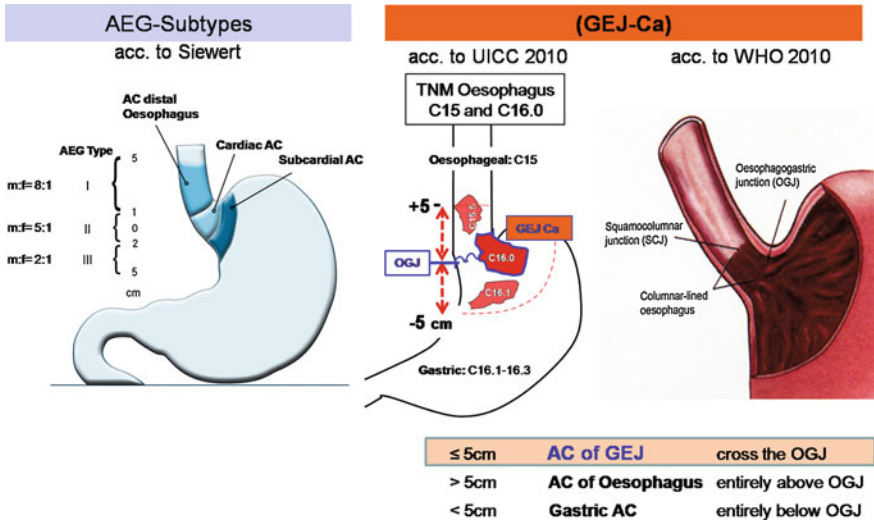 AEG-Subtypes
acc. to Siewert
AC distal
Oesophagus
Cardiac AC
Subcardial AC
AEG Type
5
m:f= 8:1 I
1
m:f= 5:1 II 0
2
m:f= 2:1 III
5
cm
(GEJ-Ca)
acc. to UICC 2010
TNM Oesophagus
C15 and C16.0
Oesophageal: C15
+5
C15.5
GEJ Ca
OGJ
C16.0
C16.1
-5 cm
Gastric: C16.1-16.3
acc. to WHO 2010
Oesophagogastric
junction (OGJ)
Squamocolumnar
junction (SCJ)
Columnar-lined
oesophagus
≤ 5cm AC of GEJ cross the OGJ
> 5cm AC of Oesophagus entirely above OGJ
< 5cm Gastric AC entirely below OGJ